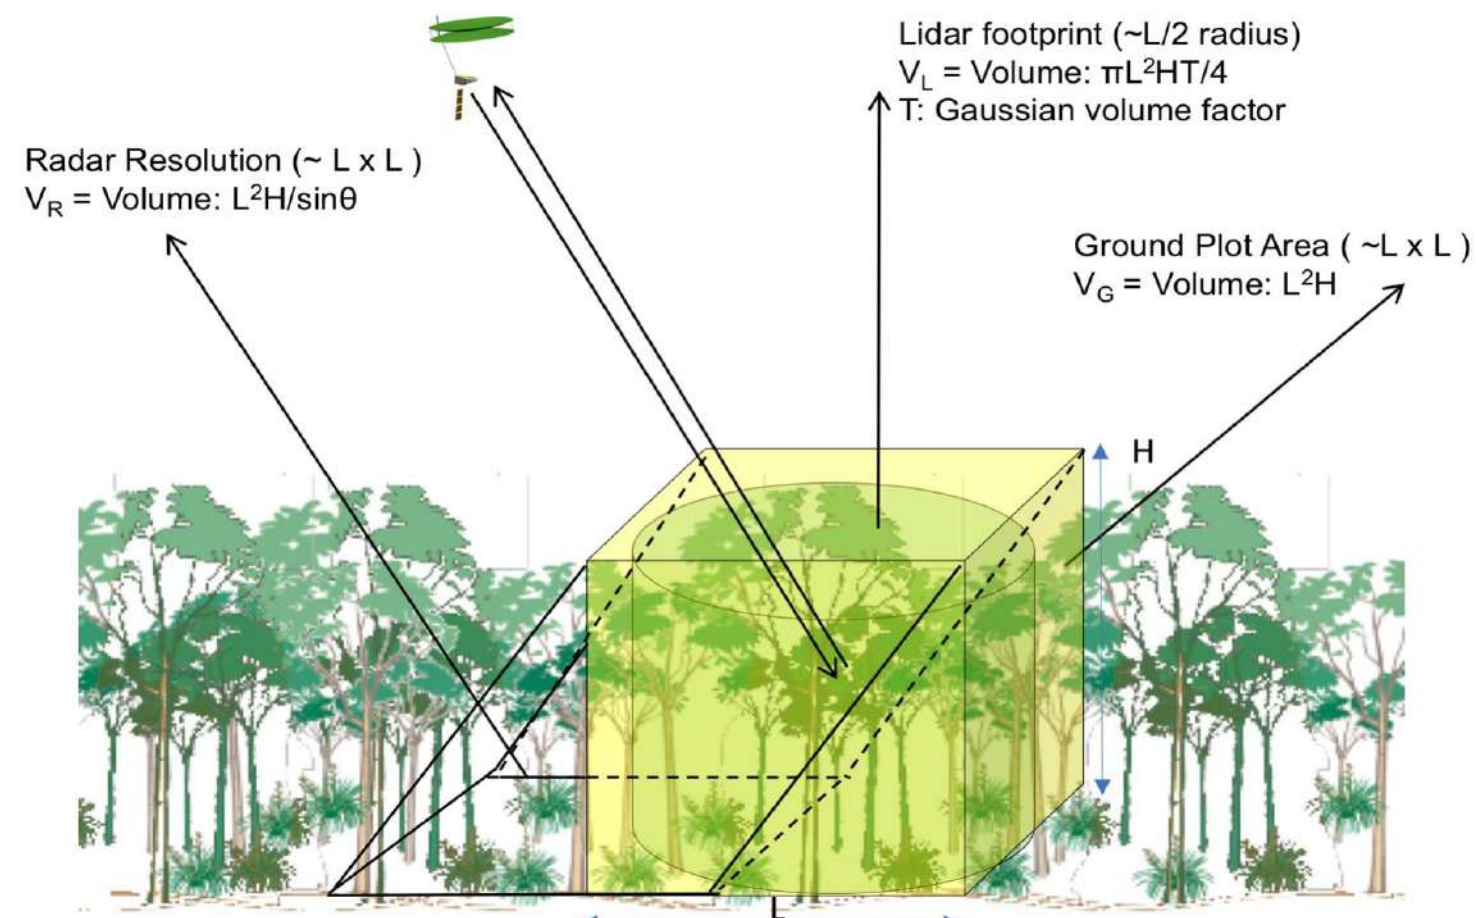 Lidar footprint (~L/2 radius)
V_L = Volume: πL²HT/4
T: Gaussian volume factor
Radar Resolution (~ L x L )
V_R = Volume: L²H/sinθ
Ground Plot Area ( ~L x L )
V_G = Volume: L²H
H